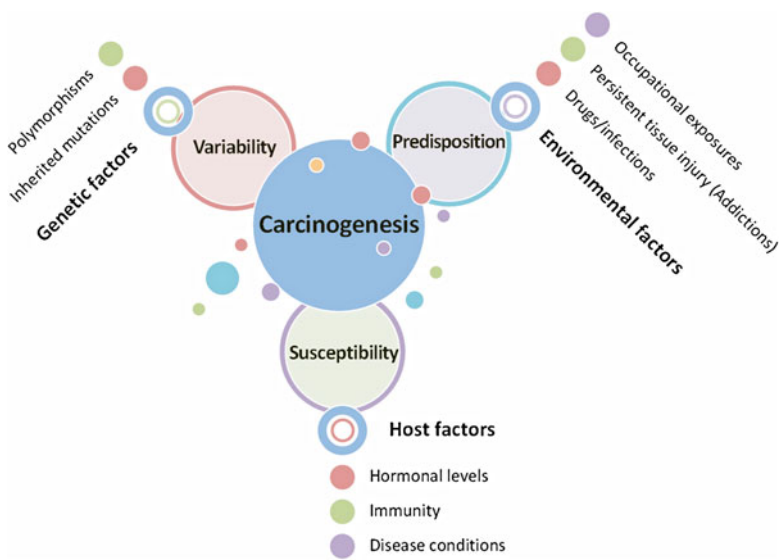 Polymorphisms
Inherited mutations
Genetic factors
Variability
Carcinogenesis
Predisposition
Occupational exposures
Persistent tissue injury (Addictions)
Drugs/infections
Environmental factors
Susceptibility
Host factors
Hormonal levels
Immunity
Disease conditions